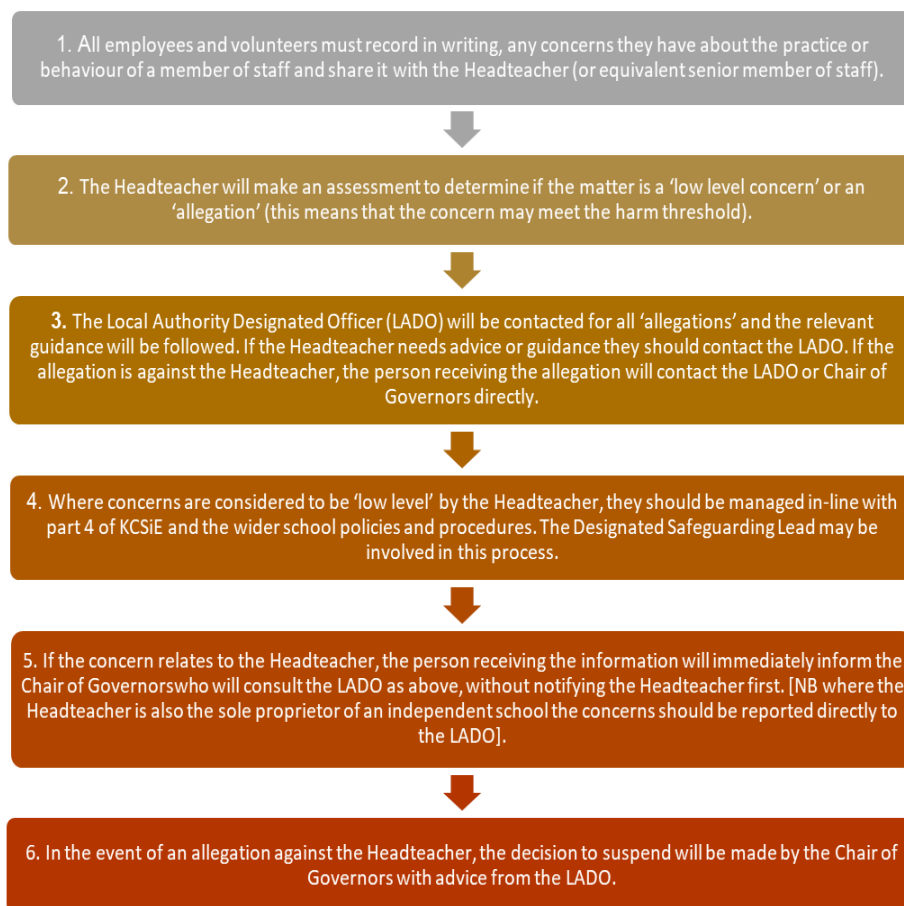 1. All employees and volunteers must record in writing, any concerns they have about the practice or
behaviour of a member of staff and share it with the Headteacher (or equivalent senior member of staff).
2. The Headteacher will make an assessment to determine if the matter is a ‘low level concern’ or an
‘allegation’ (this means that the concern may meet the harm threshold).
3. The Local Authority Designated Officer (LADO) will be contacted for all ‘allegations’ and the relevant
guidance will be followed. If the Headteacher needs advice or guidance they should contact the LADO. If the
allegation is against the Headteacher, the person receiving the allegation will contact the LADO or Chair of
Governors directly.
4. Where concerns are considered to be ‘low level’ by the Headteacher, they should be managed in-line with
part 4 of KCSiE and the wider school policies and procedures. The Designated Safeguarding Lead may be
involved in this process.
5. If the concern relates to the Headteacher, the person receiving the information will immediately inform the
Chair of Governorswho will consult the LADO as above, without notifying the Headteacher first. [NB where the
Headteacher is also the sole proprietor of an independent school the concerns should be reported directly to
the LADO].
6. In the event of an allegation against the Headteacher, the decision to suspend will be made by the Chair of
Governors with advice from the LADO.